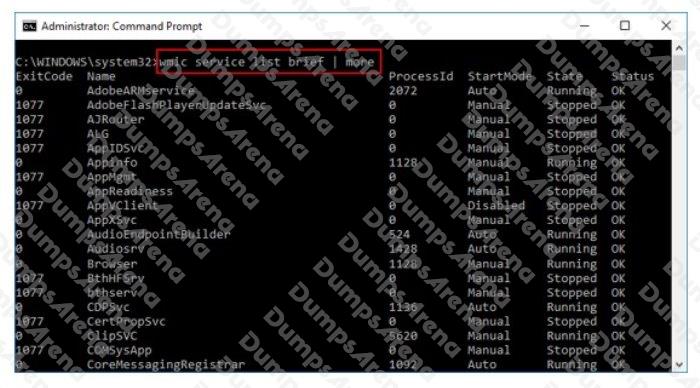 Administrator: Command Prompt
C:\WINDOWS\system32>wmic service list brief | more
ExitCode Name ProcessId StartMode State Status
0 AdobeARMservice 2072 Auto Running OK
1077 AdobeFlashPlayerUpdateSvc 0 Manual Stopped OK
1077 AJRouter 0 Manual Stopped OK
1077 ALG 0 Manual Stopped OK
1077 AppIDSvc 0 Manual Stopped OK
0 Appinfo 1128 Manual Running OK
1077 AppMgmt 0 Manual Stopped OK
0 AppReadiness 0 Manual Stopped OK
1077 AppVClient 0 Disabled Stopped OK
0 AppXSvc 0 Manual Stopped OK
0 AudioEndpointBuilder 524 Auto Running OK
0 Audiosrv 1428 Auto Running OK
0 Browser 1128 Manual Running OK
1077 BthHFSrv 0 Manual Stopped OK
1077 bthserv 0 Manual Stopped OK
0 CDPSvc 1136 Auto Running OK
1077 CertPropSvc 0 Manual Stopped OK
0 ClipSVC 5620 Manual Running OK
1077 COMSysApp 0 Manual Stopped OK
0 CoreMessagingRegistrar 1092 Auto Running OK
DumpsArena